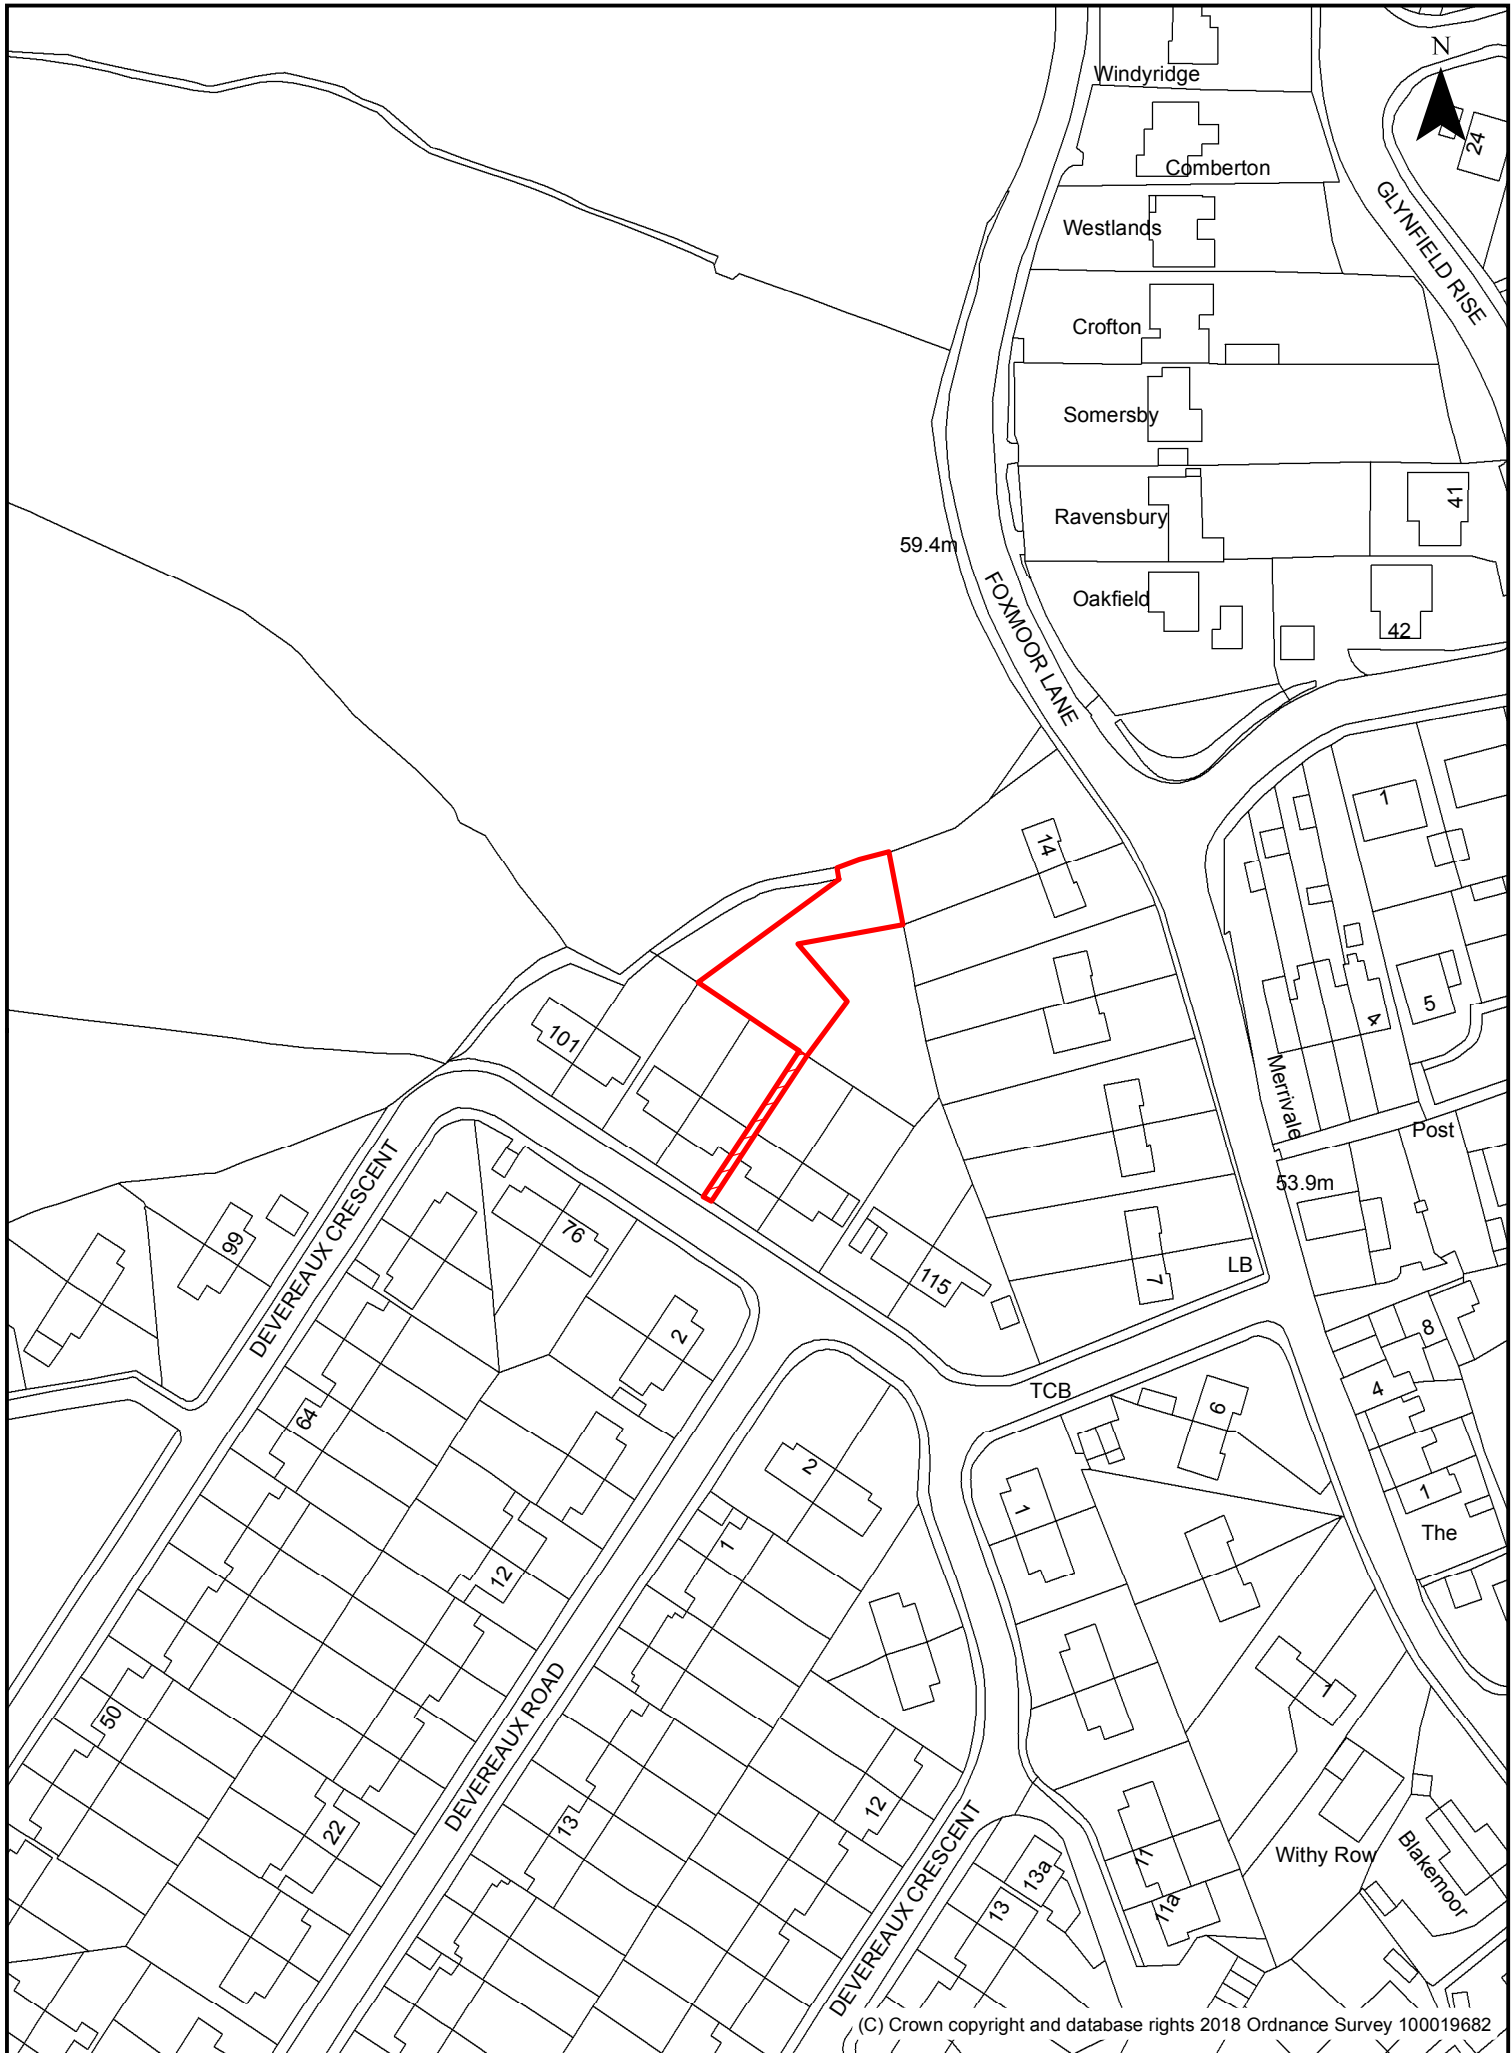 Windyridge
N
24
Comberton
GLYNFIELD RISE
Westlands
Crofton
Somersby
Ravensbury
41
59.4m
FOXMOOR LANE
Oakfield
42
14
1
101
5
4
Merrivale
Post
DEVEREAUX CRESCENT
99
76
53.9m
115
7
LB
2
8
TCB
4
6
64
2
1
1
The
12
1
DEVEREAUX ROAD
50
1
22
13
12
11
Withy Row
Blakemoor
DEVEREAUX CRESCENT
13a
13
11a
(C) Crown copyright and database rights 2018 Ordnance Survey 100019682